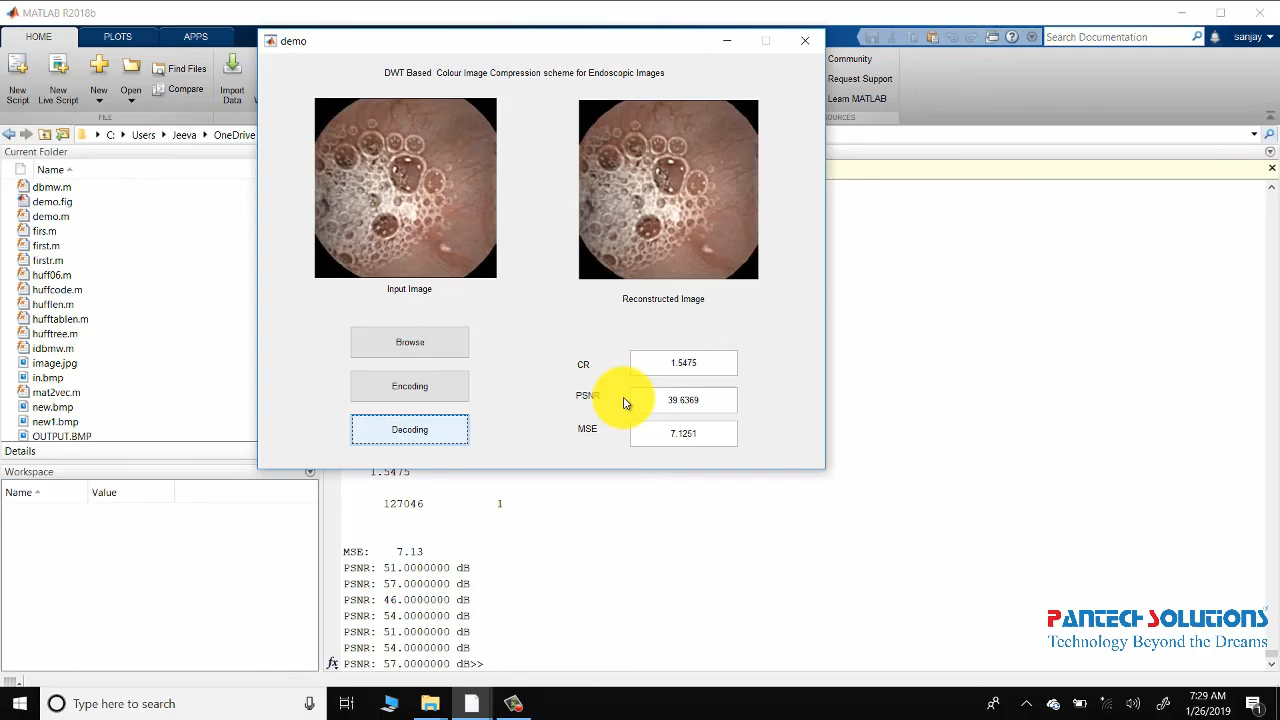 MATLAB R2018b
HOME PLOTS APPS
Search Documentation sanjay
New Script
New Live Script
New
Open
Find Files
Compare
Import Data
FILE
Community
Request Support
Learn MATLAB
OURCES
C: Users Jeeva OneDrive
Current Folder
Name
dbmw.m
demo.fig
demo.m
firs.m
first.m
firstr.m
huff06.m
huffcode.m
hufflen.m
hufftablen.m
hufftree.m
idbmw.m
image.jpg
in.bmp
mat2vec.m
new.bmp
new1.bmp
OUTPUT.BMP
Details
Workspace
Name Value
demo
DWT Based Colour Image Compression scheme for Endoscopic Images
Input Image
Reconstructed Image
Browse
Encoding
Decoding
CR 1.5475
PSNR 39.6369
MSE 7.1251
1.5475
127046 1
MSE: 7.13
PSNR: 51.0000000 dB
PSNR: 57.0000000 dB
PSNR: 46.0000000 dB
PSNR: 54.0000000 dB
PSNR: 51.0000000 dB
PSNR: 54.0000000 dB
PSNR: 57.0000000 dB>>
fx
PANTECH SOLUTIONS
Technology Beyond the Dreams
Type here to search
7:29 AM
1/26/2019
1